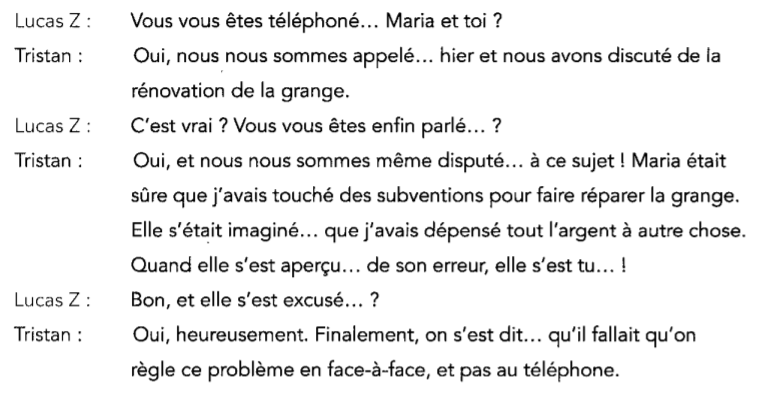 Lucas Z : Vous vous êtes téléphoné… Maria et toi ?
Tristan : Oui, nous nous sommes appelé… hier et nous avons discuté de la
rénovation de la grange.
Lucas Z : C'est vrai ? Vous vous êtes enfin parlé… ?
Tristan : Oui, et nous nous sommes même disputé… à ce sujet ! Maria était
sûre que j'avais touché des subventions pour faire réparer la grange.
Elle s'était imaginé… que j'avais dépensé tout l'argent à autre chose.
Quand elle s'est aperçu… de son erreur, elle s'est tu… !
Lucas Z : Bon, et elle s'est excusé… ?
Tristan : Oui, heureusement. Finalement, on s'est dit… qu'il fallait qu'on
règle ce problème en face-à-face, et pas au téléphone.